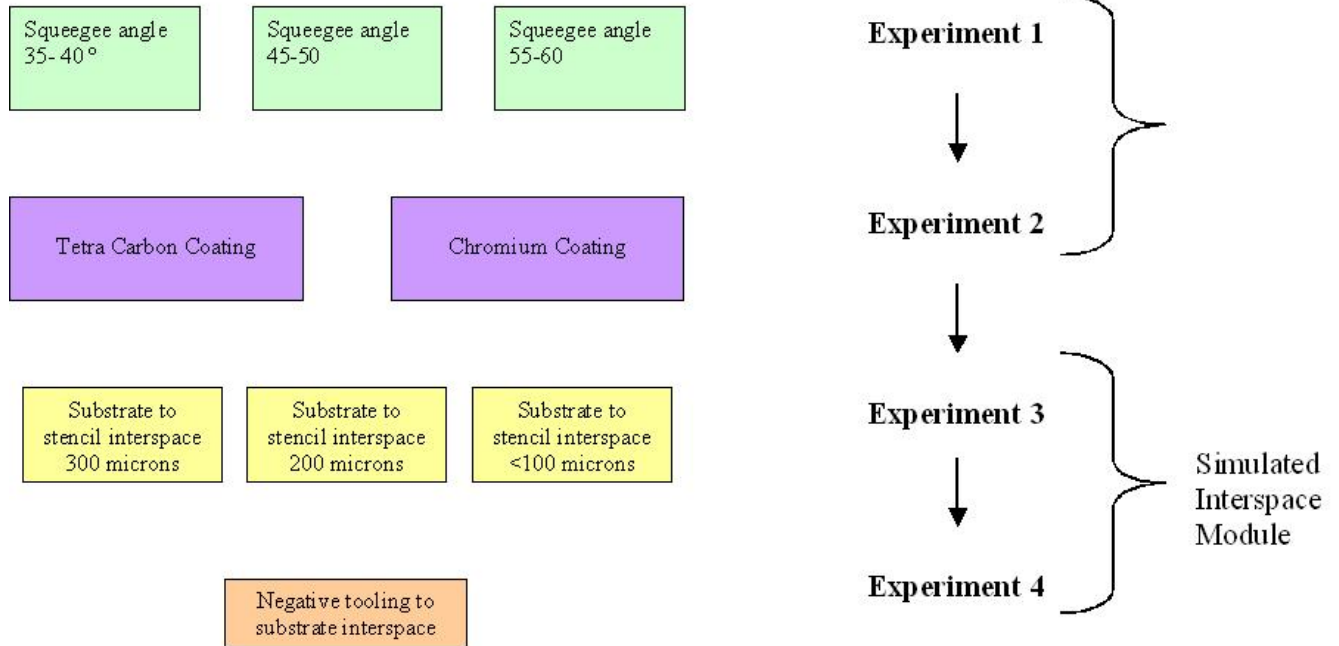 Squeegee angle
35- 40°
Squeegee angle
45-50
Squeegee angle
55-60
Experiment 1
Tetra Carbon Coating
Chromium Coating
Experiment 2
Substrate to
stencil interspace
300 microns
Substrate to
stencil interspace
200 microns
Substrate to
stencil interspace
<100 microns
Experiment 3
Simulated
Interspace
Module
Negative tooling to
substrate interspace
Experiment 4